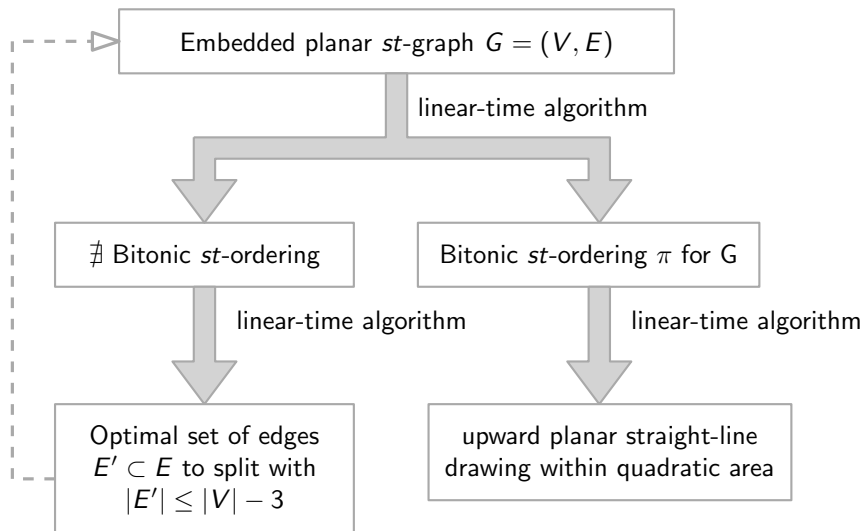 Embedded planar st-graph G = (V, E)
linear-time algorithm
∄ Bitonic st-ordering
Bitonic st-ordering π for G
linear-time algorithm
linear-time algorithm
Optimal set of edges
E′ ⊂ E to split with
|E′| ≤ |V| − 3
upward planar straight-line
drawing within quadratic area